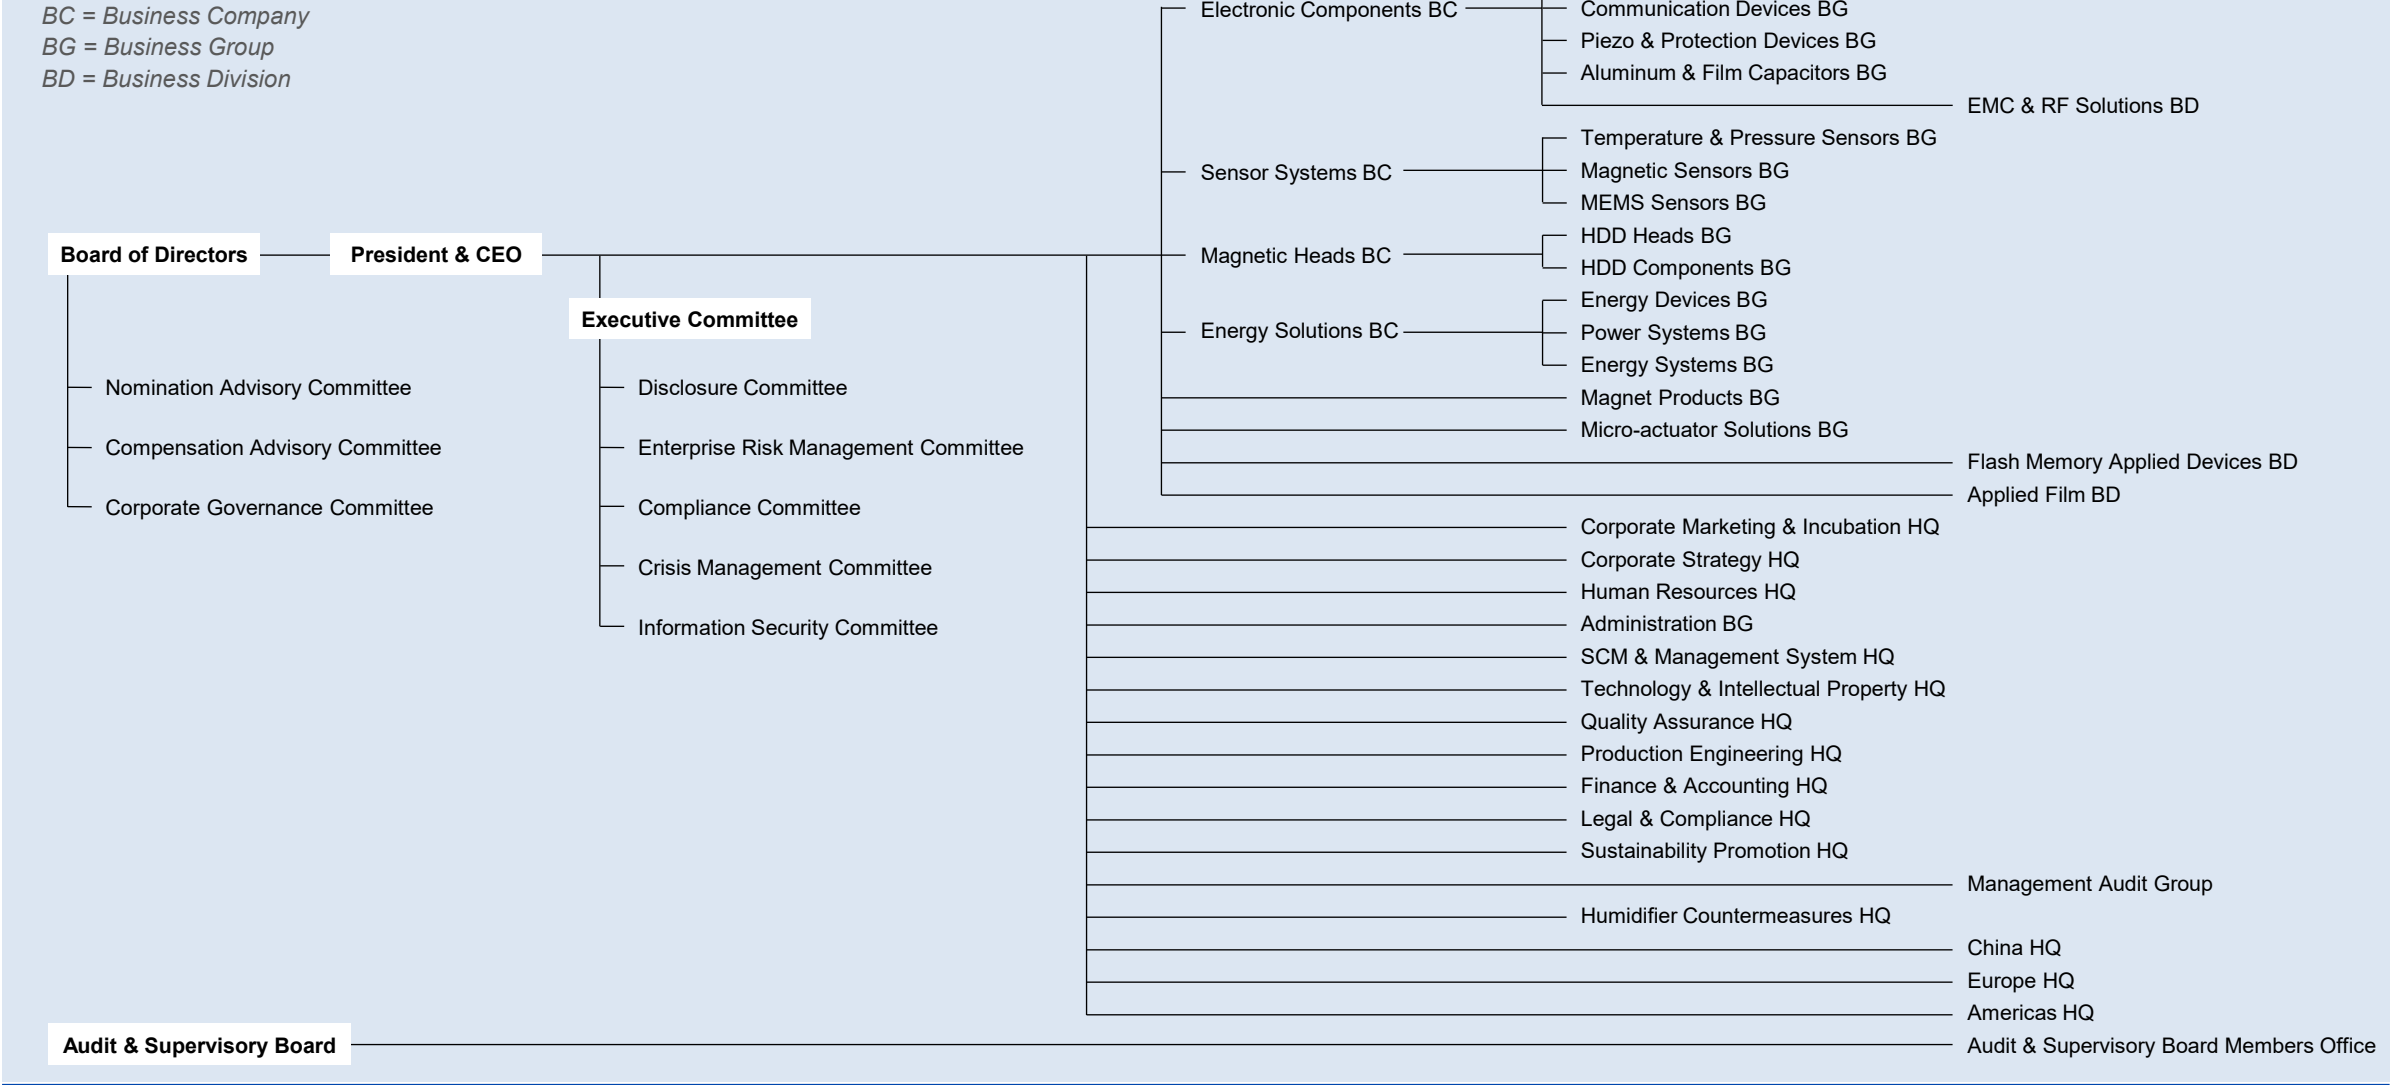 BC = Business Company
BG = Business Group
BD = Business Division
Electronic Components BC
Communication Devices BG
Piezo & Protection Devices BG
Aluminum & Film Capacitors BG
EMC & RF Solutions BD
Sensor Systems BC
Temperature & Pressure Sensors BG
Magnetic Sensors BG
MEMS Sensors BG
Board of Directors
President & CEO
Magnetic Heads BC
HDD Heads BG
HDD Components BG
Executive Committee
Energy Solutions BC
Energy Devices BG
Power Systems BG
Energy Systems BG
Nomination Advisory Committee
Compensation Advisory Committee
Corporate Governance Committee
Disclosure Committee
Enterprise Risk Management Committee
Compliance Committee
Crisis Management Committee
Information Security Committee
Magnet Products BG
Micro-actuator Solutions BG
Flash Memory Applied Devices BD
Applied Film BD
Corporate Marketing & Incubation HQ
Corporate Strategy HQ
Human Resources HQ
Administration BG
SCM & Management System HQ
Technology & Intellectual Property HQ
Quality Assurance HQ
Production Engineering HQ
Finance & Accounting HQ
Legal & Compliance HQ
Sustainability Promotion HQ
Management Audit Group
Humidifier Countermeasures HQ
China HQ
Europe HQ
Americas HQ
Audit & Supervisory Board
Audit & Supervisory Board Members Office